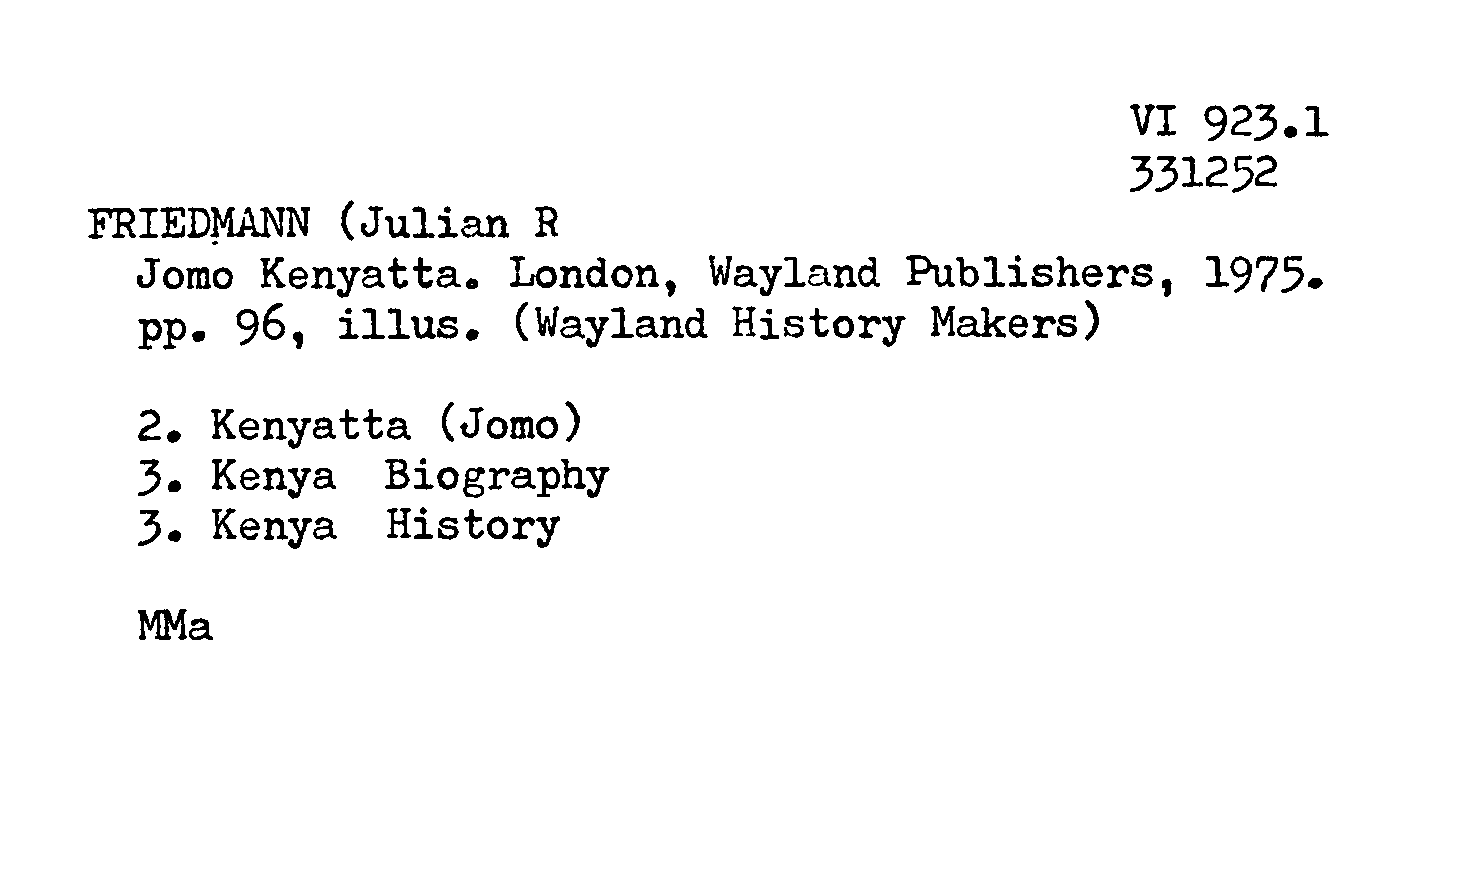 VI 923.1
331252
FRIEDMANN (Julian R
Jomo Kenyatta. London, Wayland Publishers, 1975.
pp. 96, illus. (Wayland History Makers)
2. Kenyatta (Jomo)
3. Kenya Biography
3. Kenya History
MMa